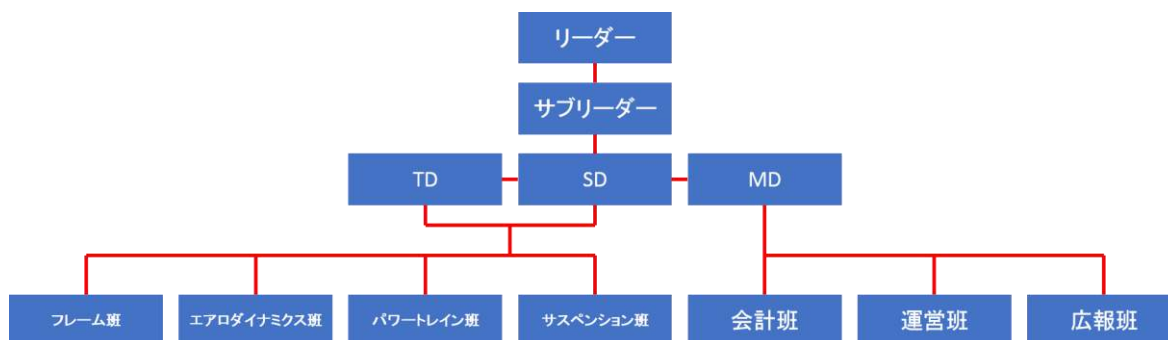 リーダー
サブリーダー
TD
SD
MD
フレーム班
エアロダイナミクス班
パワートレイン班
サスペンション班
会計班
運営班
広報班